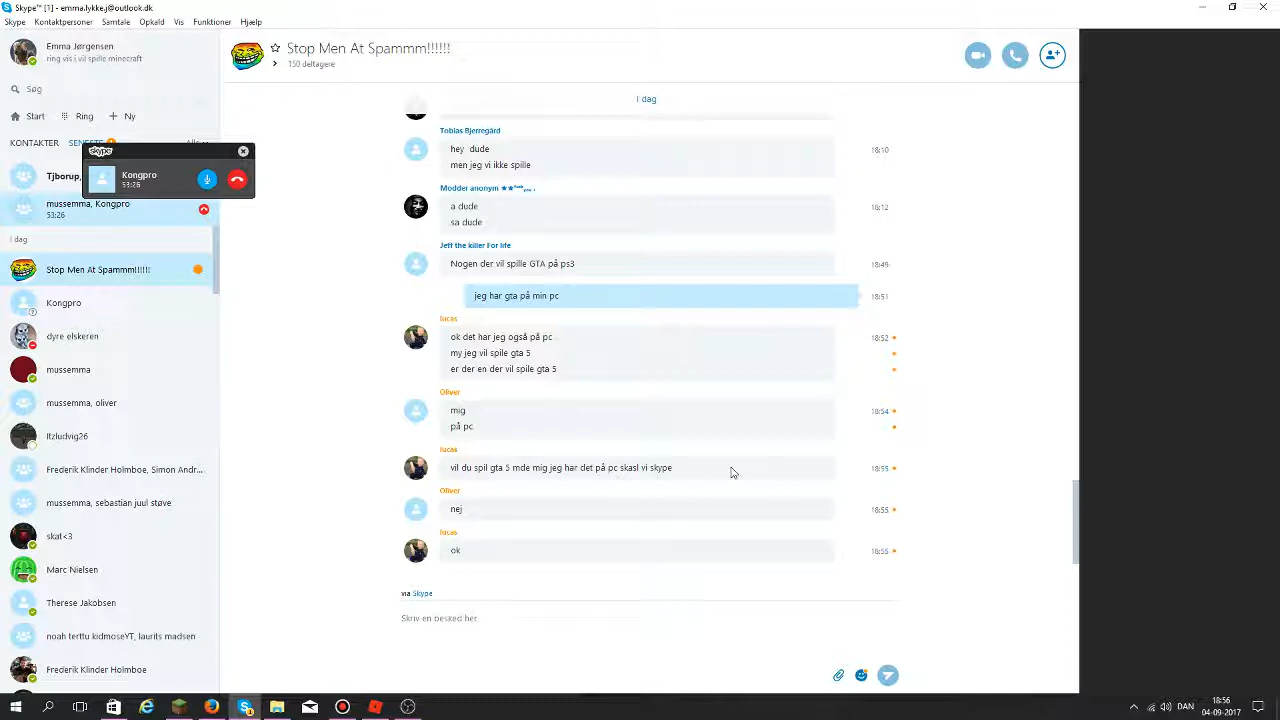 Skype™ [1] - emma.lykke.j@outlook.dk
Skype Kontaktpersoner Samtale Opkald Vis Funktioner Hjælp
Emma Jørgensen
ring vis i vil spille minecraft
Søg
Start Ring Ny
KONTAKTER SENESTE
skype
Kongpro
53:26
Tjborup,
mussemma, Kongpro
53:26
I dag
Stop Men At Spammm!!!!!!
Kongpro
dyre elskeren
mussemma
mussemma, oliver
Itzludvig26
Frederik Klinder Holmboe, Simon Andr...
mussemma, sebastian juul støve
skal <3
Marc Nielsen
Therese Jakobsen
noah terttu kidmoseYT, laurits madsen
Frederik Klinder Holmboe
Stop Men At Spammm!!!!!!
150 deltagere
I dag
Tobias Bjerregård
hey dude 18:10
men jeg vi ikke spille
Modder anonym
a dude 18:12
sa dude
Jeff the killer For life
Nogen der vil spille GTA på ps3 18:49
jeg har gta på min pc 18:51
lucas
ok det har jeg også på pc 18:52
my jeg vil spile gta 5
er der en der vil spile gta 5
Oliver
mig 18:54
på pc
lucas
vil du spil gta 5 mde mig jeg har det på pc skasl vi skype 18:55
Oliver
nej 18:55
lucas
ok 18:55
via Skype
Skriv en besked her
DAN
18:56
04-09-2017